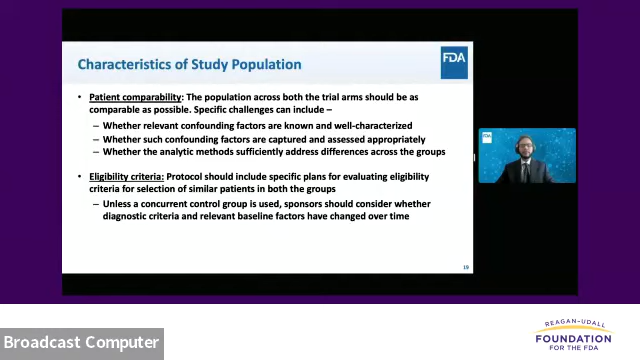 FDA
Characteristics of Study Population
• Patient comparability: The population across both the trial arms should be as
comparable as possible. Specific challenges can include –
– Whether relevant confounding factors are known and well-characterized
– Whether such confounding factors are captured and assessed appropriately
– Whether the analytic methods sufficiently address differences across the groups
• Eligibility criteria: Protocol should include specific plans for evaluating eligibility
criteria for selection of similar patients in both the groups
– Unless a concurrent control group is used, sponsors should consider whether
diagnostic criteria and relevant baseline factors have changed over time
19
FDA
Broadcast Computer
REAGAN-UDALL
FOUNDATION
FOR THE FDA